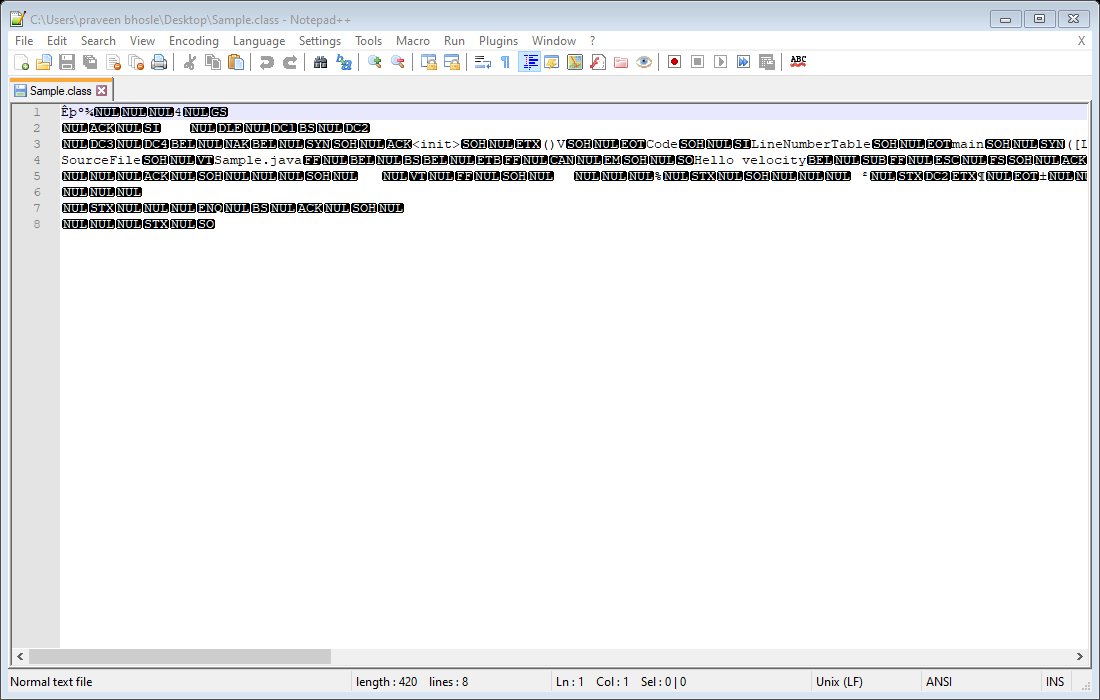 C:\Users\praveen bhosle\Desktop\Sample.class - Notepad++
File Edit Search View Encoding Language Settings Tools Macro Run Plugins Window ? X
ABC
Sample.class
1 Êþº¾NULNULNUL4NULGS
2 NULACKNULSI NULDLENULDC1BSNULDC2
3 NULDC3NULDC4BELNULNAKBELNULSYNSOHNULACK<init>SOHNULETX()VSOHNULEOTCodeSOHNULSILineNumberTableSOHNULEOTmainSOHNULSYN([L
4 SourceFileSOHNULVTSample.javaFFNULBELNULBSBELNULETBFFNULCANNULEMSOHNULSOHello velocityBELNULSUBFFNULESCNULFSSOHNULACK
5 NULNULNULACKNULSOHNULNULNULSOHNUL NULVTNULFFNULSOHNUL NULNULNUL%NULSTXNULSOHNULNULNUL ²NULSTXDC2ETX¶NULEOT±NUL
6 NULNULNUL
7 NULSTXNULNULNULENQNULBSNULACKNULSOHNUL
8 NULNULNULSTXNULSO
Normal text file length : 420 lines : 8 Ln : 1 Col : 1 Sel : 0 | 0 Unix (LF) ANSI INS